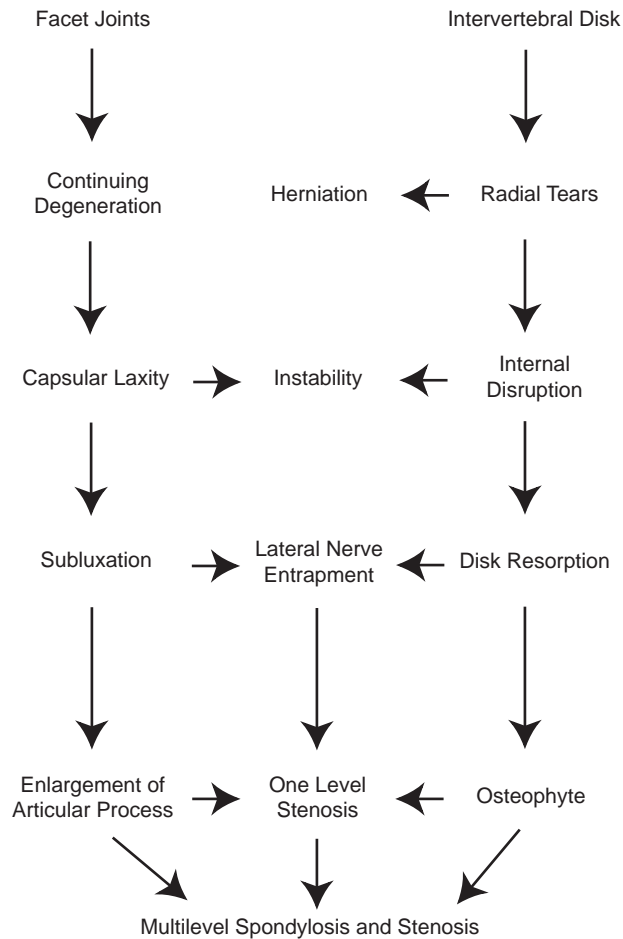 Facet Joints
Intervertebral Disk
Continuing
Degeneration
Herniation
Radial Tears
Capsular Laxity
Instability
Internal
Disruption
Subluxation
Lateral Nerve
Entrapment
Disk Resorption
Enlargement of
Articular Process
One Level
Stenosis
Osteophyte
Multilevel Spondylosis and Stenosis